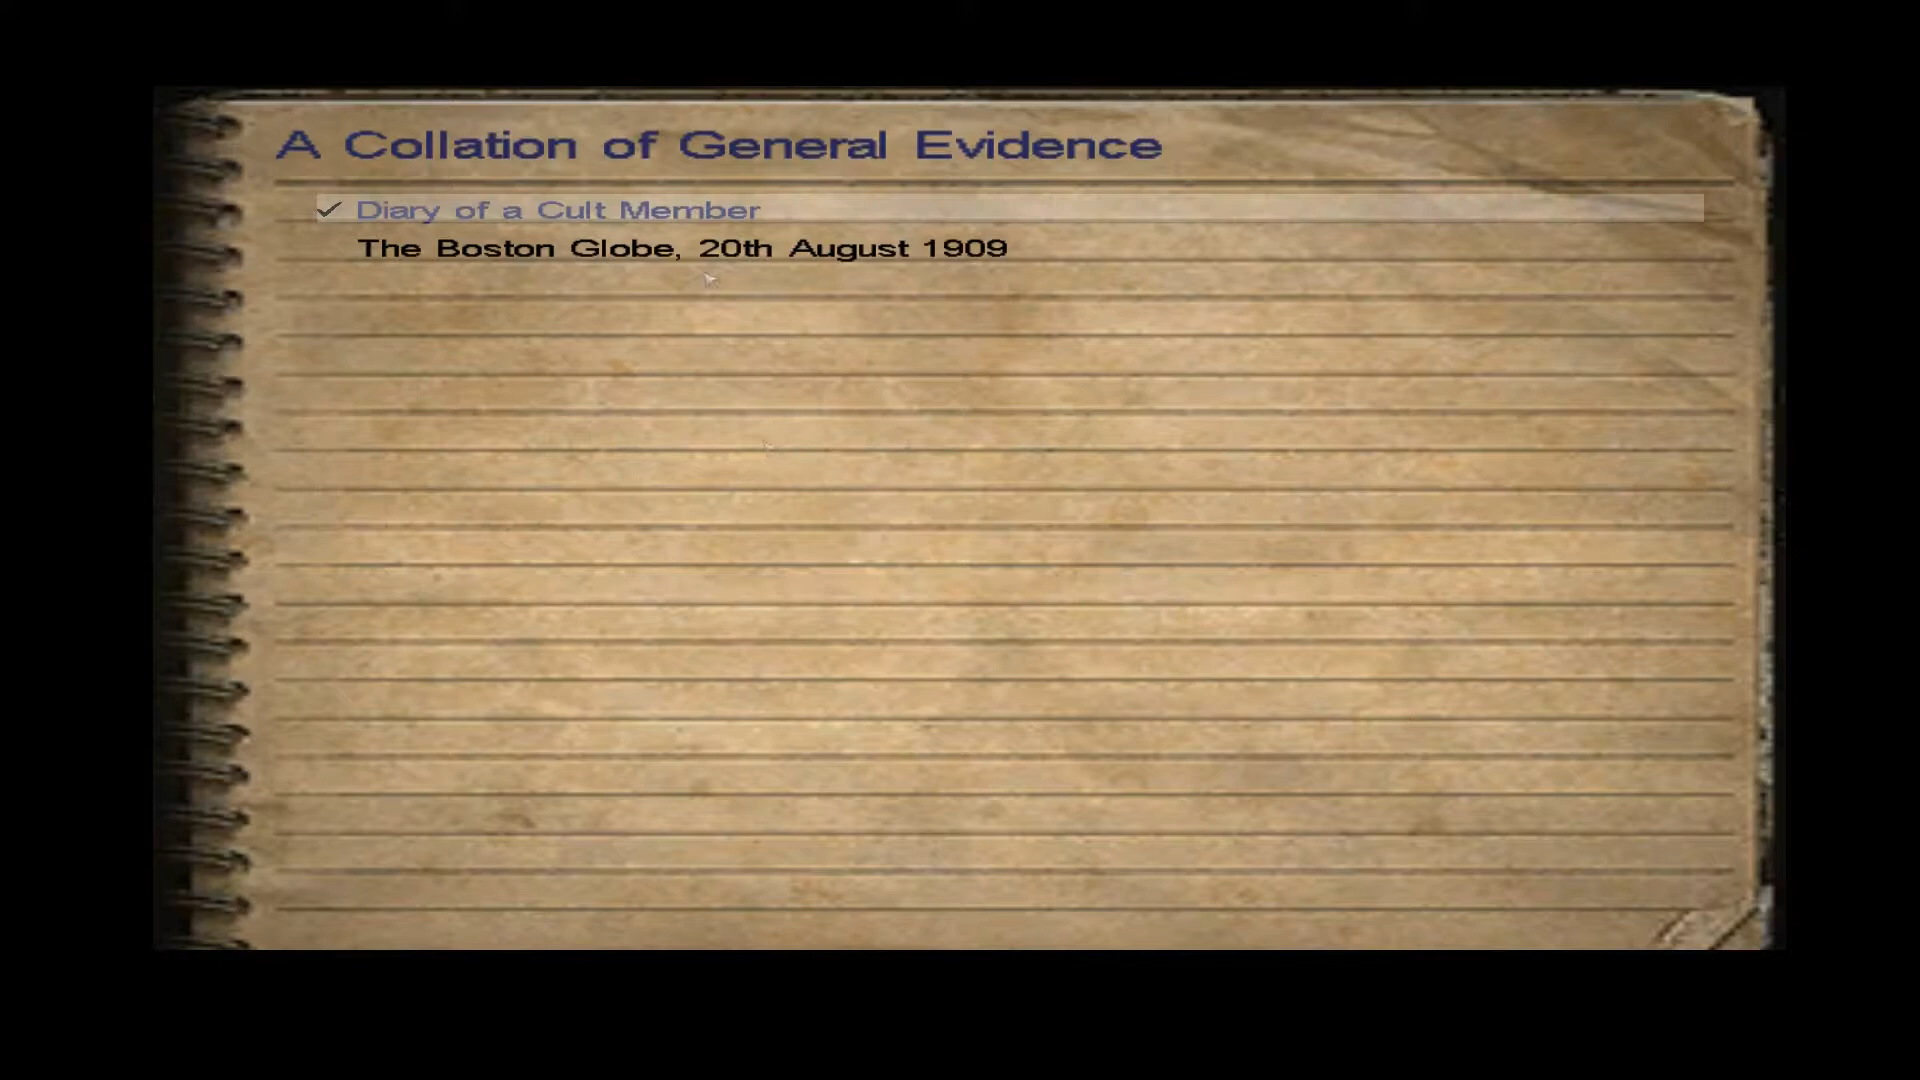 A Collation of General Evidence
✓ Diary of a Cult Member
The Boston Globe, 20th August 1909